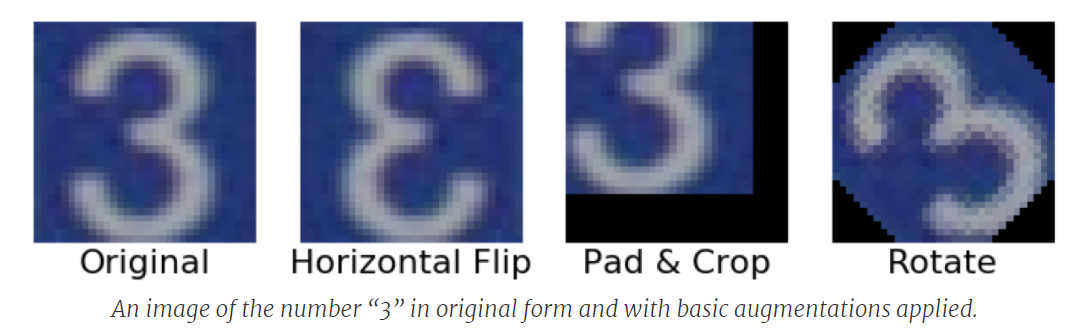 3 3 3 3
Original Horizontal Flip Pad & Crop Rotate
An image of the number “3” in original form and with basic augmentations applied.